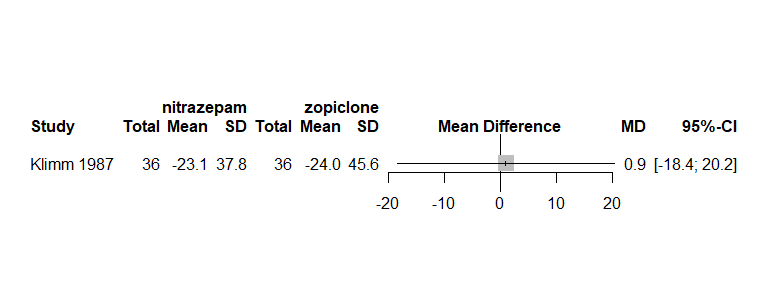 nitrazepam zopiclone
Study Total Mean SD Total Mean SD Mean Difference MD 95%-CI
Klimm 1987 36 -23.1 37.8 36 -24.0 45.6 0.9 [-18.4; 20.2]
-20 -10 0 10 20